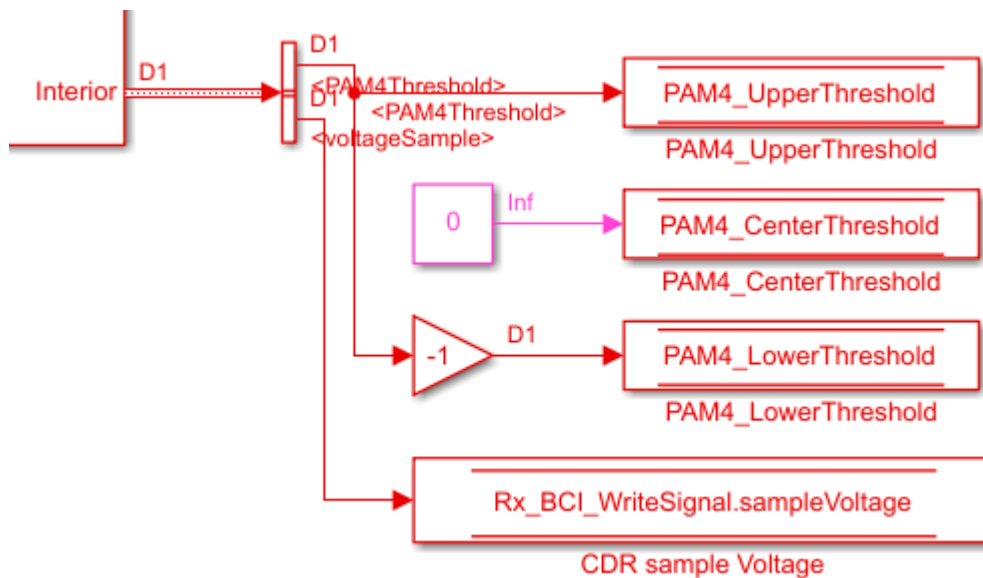 Interior
D1
D1
<PAM4Threshold>
D1
<PAM4Threshold>
<voltageSample>
PAM4_UpperThreshold
PAM4_UpperThreshold
0
Inf
PAM4_CenterThreshold
PAM4_CenterThreshold
-1
D1
PAM4_LowerThreshold
PAM4_LowerThreshold
Rx_BCI_WriteSignal.sampleVoltage
CDR sample Voltage